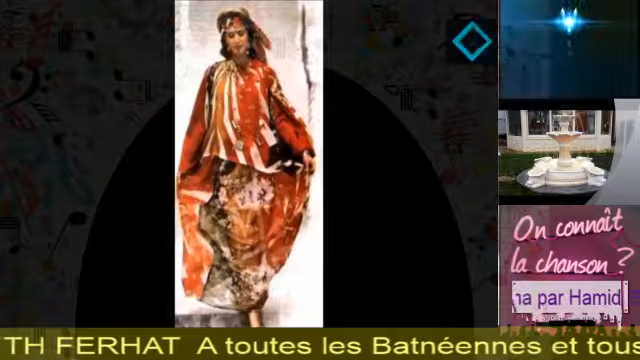 On connaît
la chanson ?
na par Hamid
TH FERHAT A toutes les Batnéennes et tous